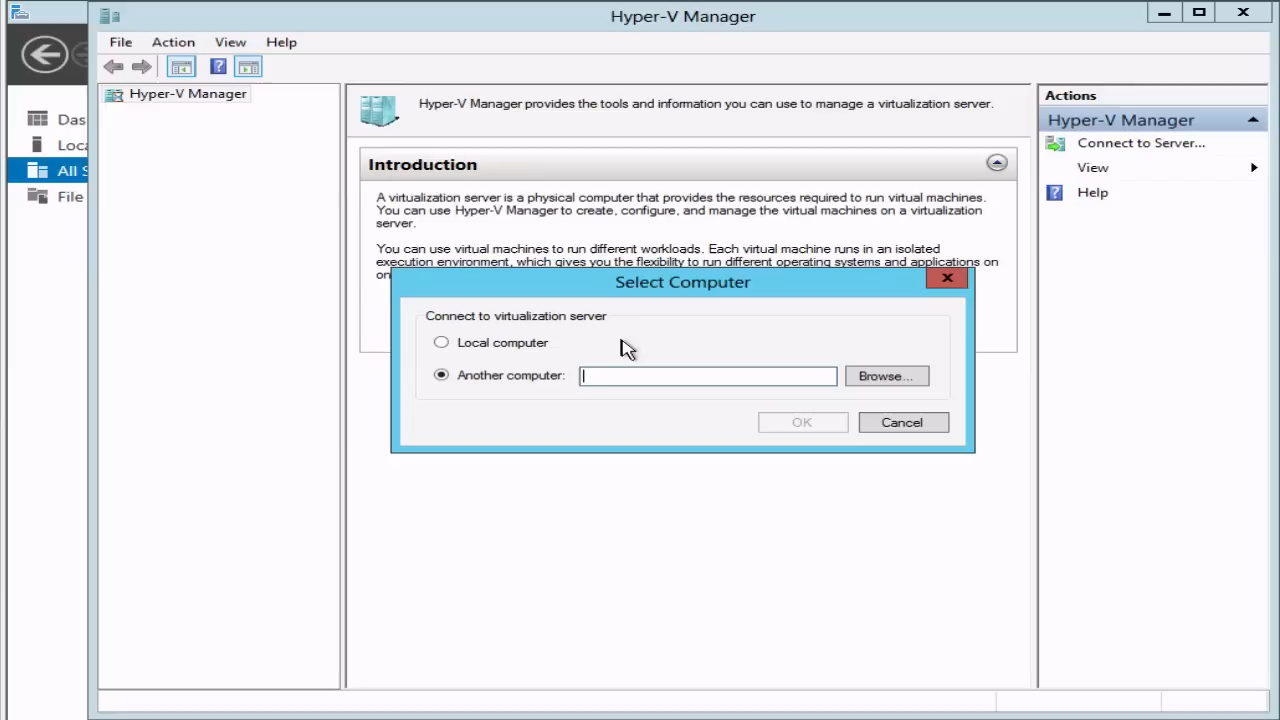 Hyper-V Manager
File Action View Help
Das
Loca
All S
File
Hyper-V Manager
Hyper-V Manager provides the tools and information you can use to manage a virtualization server.
Introduction
A virtualization server is a physical computer that provides the resources required to run virtual machines.
You can use Hyper-V Manager to create, configure, and manage the virtual machines on a virtualization
server.
You can use virtual machines to run different workloads. Each virtual machine runs in an isolated
execution environment, which gives you the flexibility to run different operating systems and applications on
on
Select Computer
Connect to virtualization server
Local computer
Another computer:
Browse...
OK
Cancel
Actions
Hyper-V Manager
Connect to Server...
View
Help